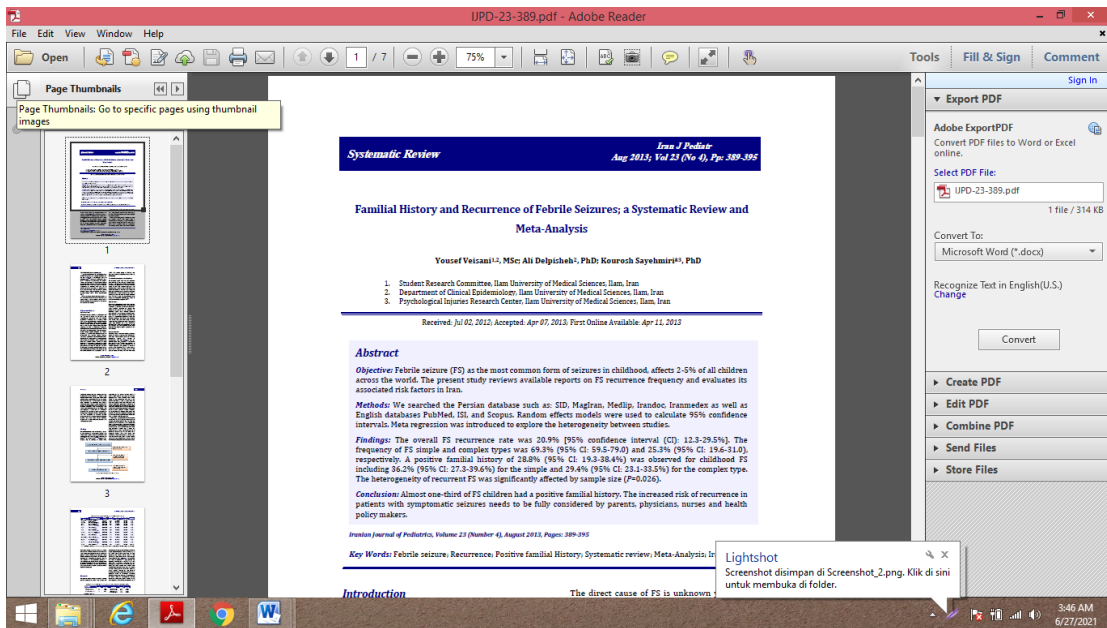 IJPD-23-389.pdf - Adobe Reader
File Edit View Window Help
Open
1 / 7
75%
Tools
Fill & Sign
Comment
Page Thumbnails
Page Thumbnails: Go to specific pages using thumbnail
images
1
2
3
Systematic Review
Iran J Pediatr
Aug 2013; Vol 23 (No 4), Pp: 389-395
Familial History and Recurrence of Febrile Seizures; a Systematic Review and
Meta-Analysis
Yousef Veisani1,2, MSc; Ali Delpisheh2, PhD; Kourosh Sayehmiri*3, PhD
1. Student Research Committee, Ilam University of Medical Sciences, Ilam, Iran
2. Department of Clinical Epidemiology, Ilam University of Medical Sciences, Ilam, Iran
3. Psychological Injuries Research Center, Ilam University of Medical Sciences, Ilam, Iran
Received: Jul 02, 2012; Accepted: Apr 07, 2013; First Online Available: Apr 11, 2013
Abstract
Objective: Febrile seizure (FS) as the most common form of seizures in childhood, affects 2-5% of all children
across the world. The present study reviews available reports on FS recurrence frequency and evaluates its
associated risk factors in Iran.
Methods: We searched the Persian database such as: SID, MagIran, Medlip, Irandoc, Iranmedex as well as
English databases PubMed, ISI, and Scopus. Random effects models were used to calculate 95% confidence
intervals. Meta regression was introduced to explore the heterogeneity between studies.
Findings: The overall FS recurrence rate was 20.9% [95% confidence interval (CI): 12.3-29.5%]. The
frequency of FS simple and complex types was 69.3% (95% CI: 59.5-79.0) and 25.3% (95% CI: 19.6-31.0),
respectively. A positive familial history of 28.8% (95% CI: 19.3-38.4%) was observed for childhood FS
including 36.2% (95% CI: 27.3-39.6%) for the simple and 29.4% (95% CI: 23.1-33.5%) for the complex type.
The heterogeneity of recurrent FS was significantly affected by sample size (P=0.026).
Conclusion: Almost one-third of FS children had a positive familial history. The increased risk of recurrence in
patients with symptomatic seizures needs to be fully considered by parents, physicians, nurses and health
policy makers.
Iranian Journal of Pediatrics, Volume 23 (Number 4), August 2013, Pages: 389-395
Key Words: Febrile seizure; Recurrence; Positive familial History; Systematic review; Meta-Analysis;
Introduction
The direct cause of FS is unknown
Sign In
Export PDF
Adobe ExportPDF
Convert PDF files to Word or Excel
online.
Select PDF File:
IJPD-23-389.pdf
1 file / 314 KB
Convert To:
Microsoft Word (*.docx)
Recognize Text in English(U.S.)
Change
Convert
Create PDF
Edit PDF
Combine PDF
Send Files
Store Files
Lightshot
Screenshot disimpan di Screenshot_2.png. Klik di sini
untuk membuka di folder.
3:46 AM
6/27/2021